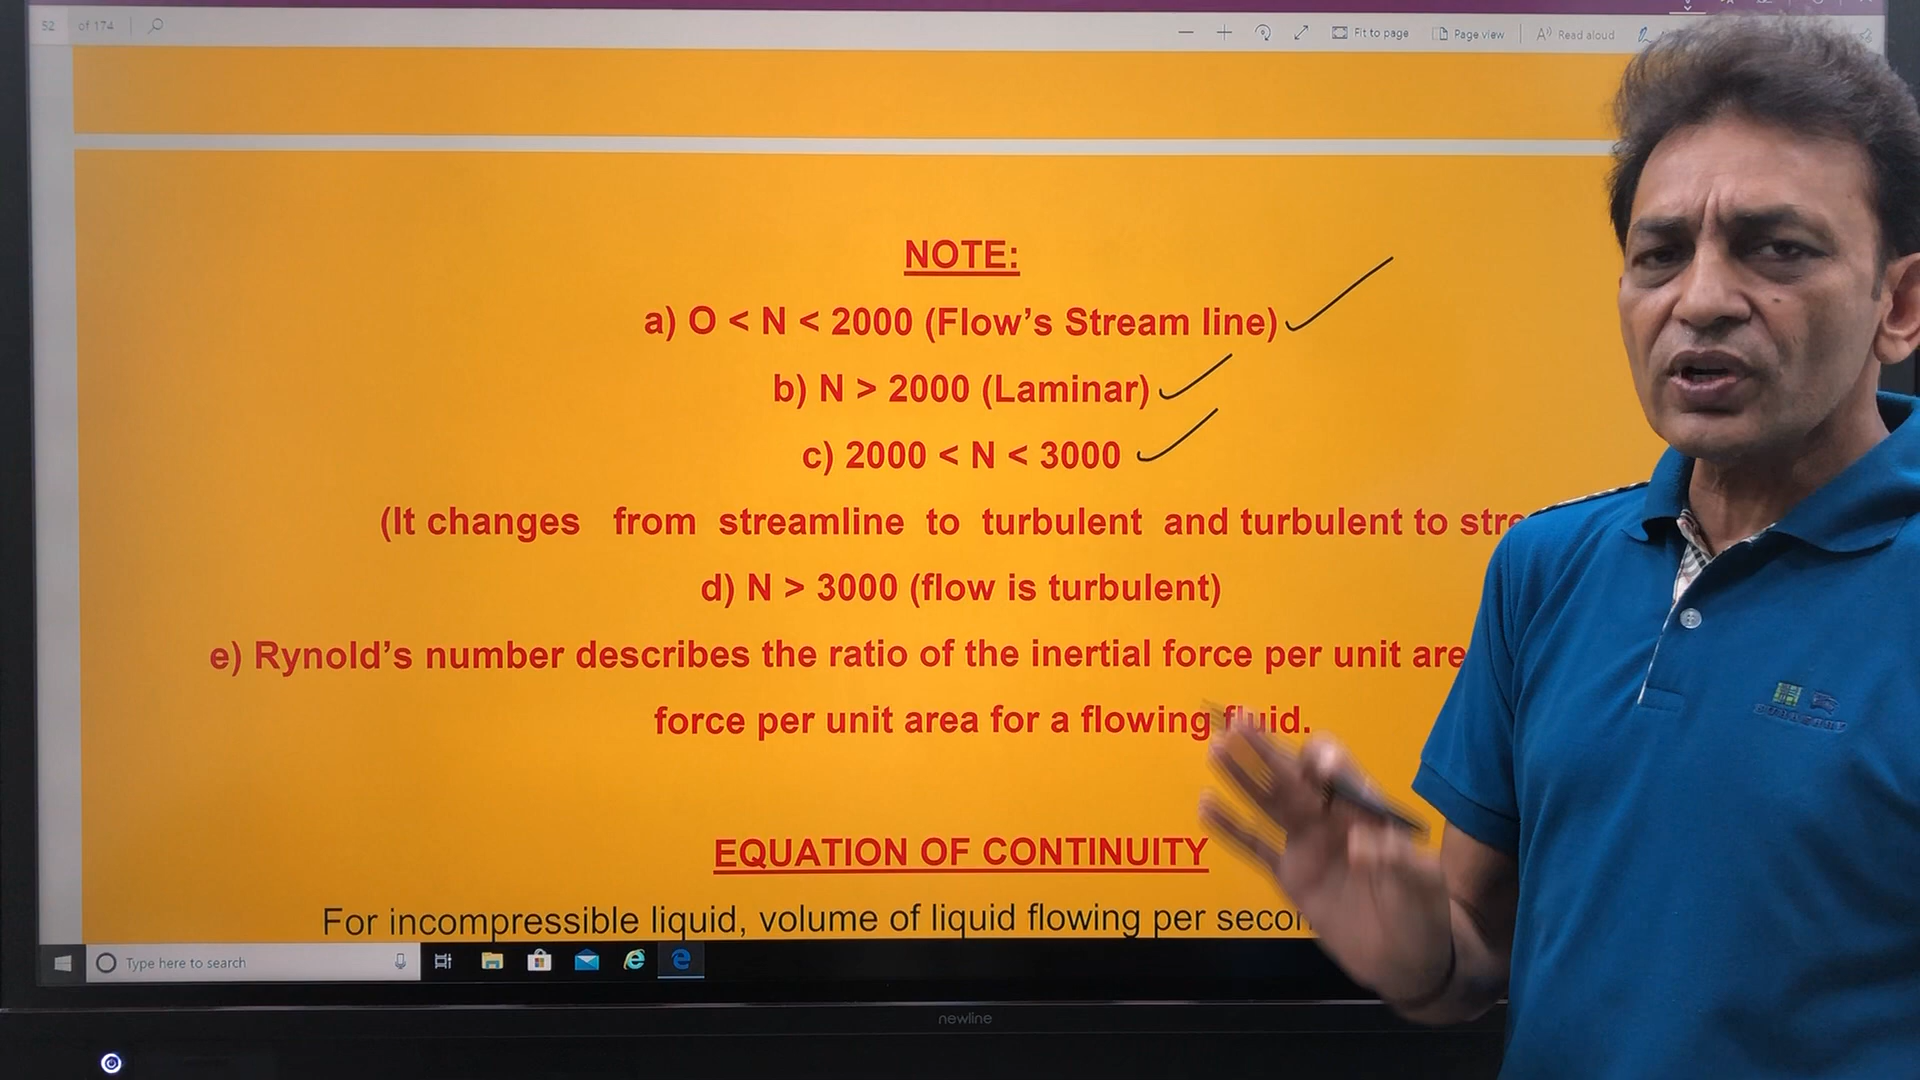 52 of 174
Fit to page
Page view
Read aloud
NOTE:
a) O < N < 2000 (Flow's Stream line)
b) N > 2000 (Laminar)
c) 2000 < N < 3000
(It changes from streamline to turbulent and turbulent to stre
d) N > 3000 (flow is turbulent)
e) Rynold's number describes the ratio of the inertial force per unit are
force per unit area for a flowing fluid.
EQUATION OF CONTINUITY
For incompressible liquid, volume of liquid flowing per secon
Type here to search
newline